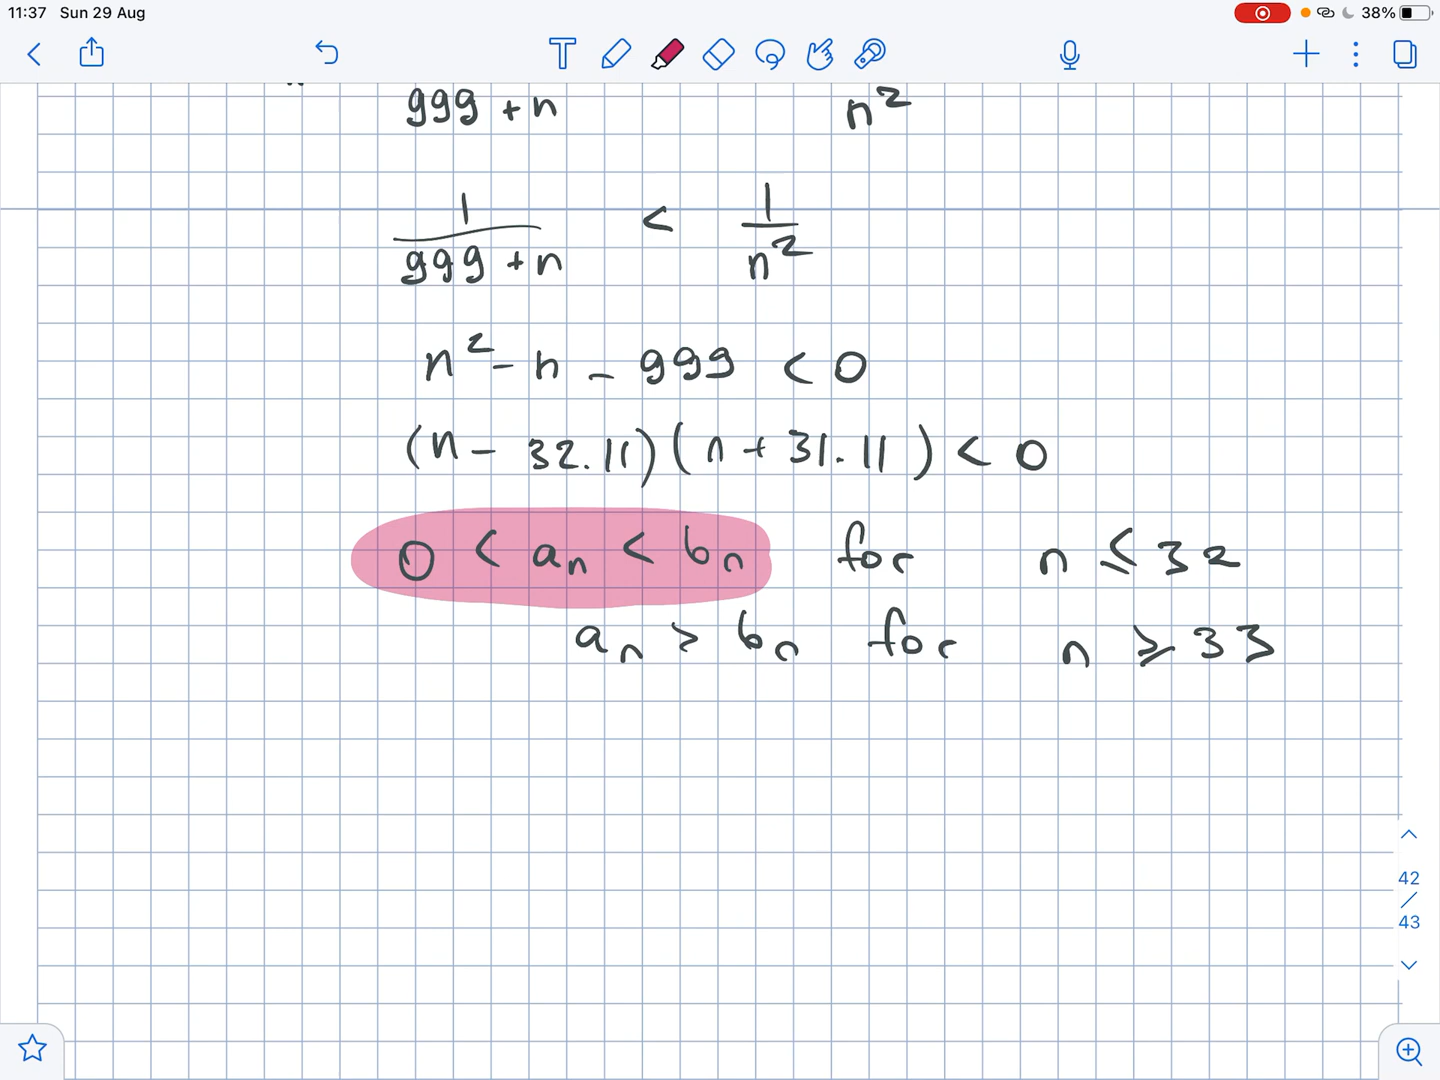 11:37 Sun 29 Aug 38%
999 + n n²
1/(999 + n) < 1/n²
n² - n - 999 < 0
(n - 32.11)(n + 31.11) < 0
0 < aₙ < bₙ for n ≤ 32
aₙ > bₙ for n ≥ 33
42
/
43